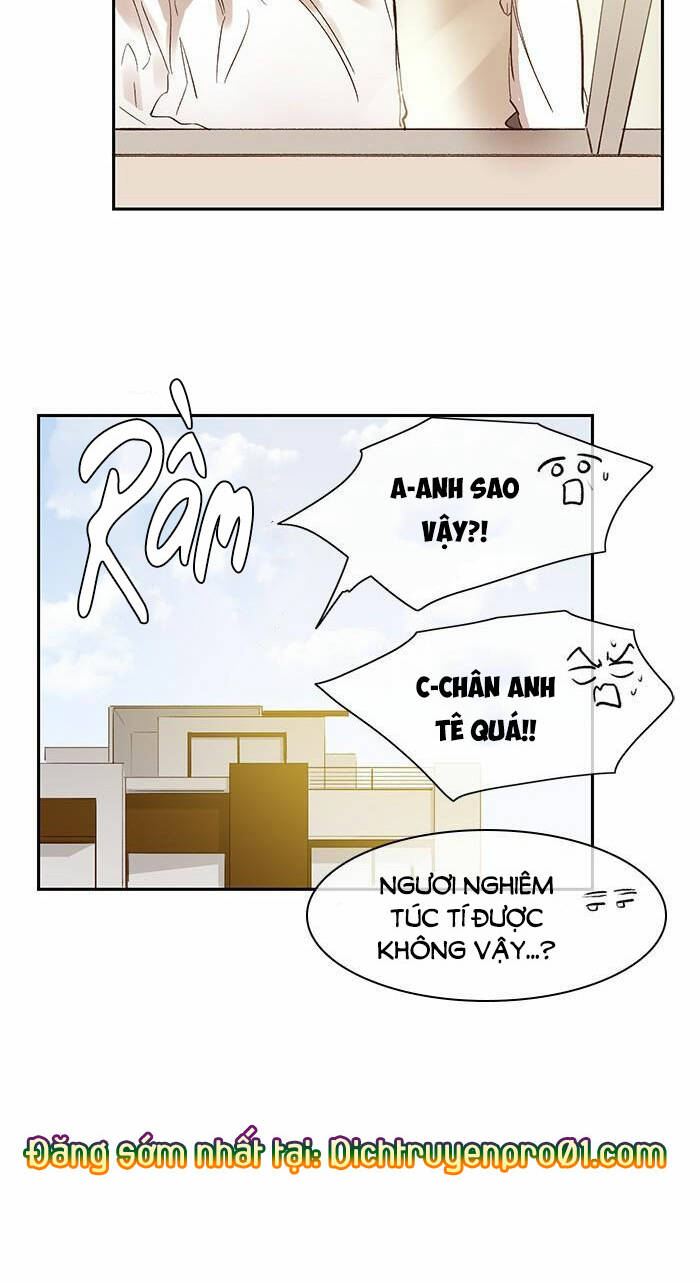 RẦM
A-ANH SAO
VẬY?!
C-CHÂN ANH
TÊ QUÁ!!
NGƯƠI NGHIÊM
TÚC TÍ ĐƯỢC
KHÔNG VẬY...?
Đăng sớm nhất tại: Dichtruyenpro01.com